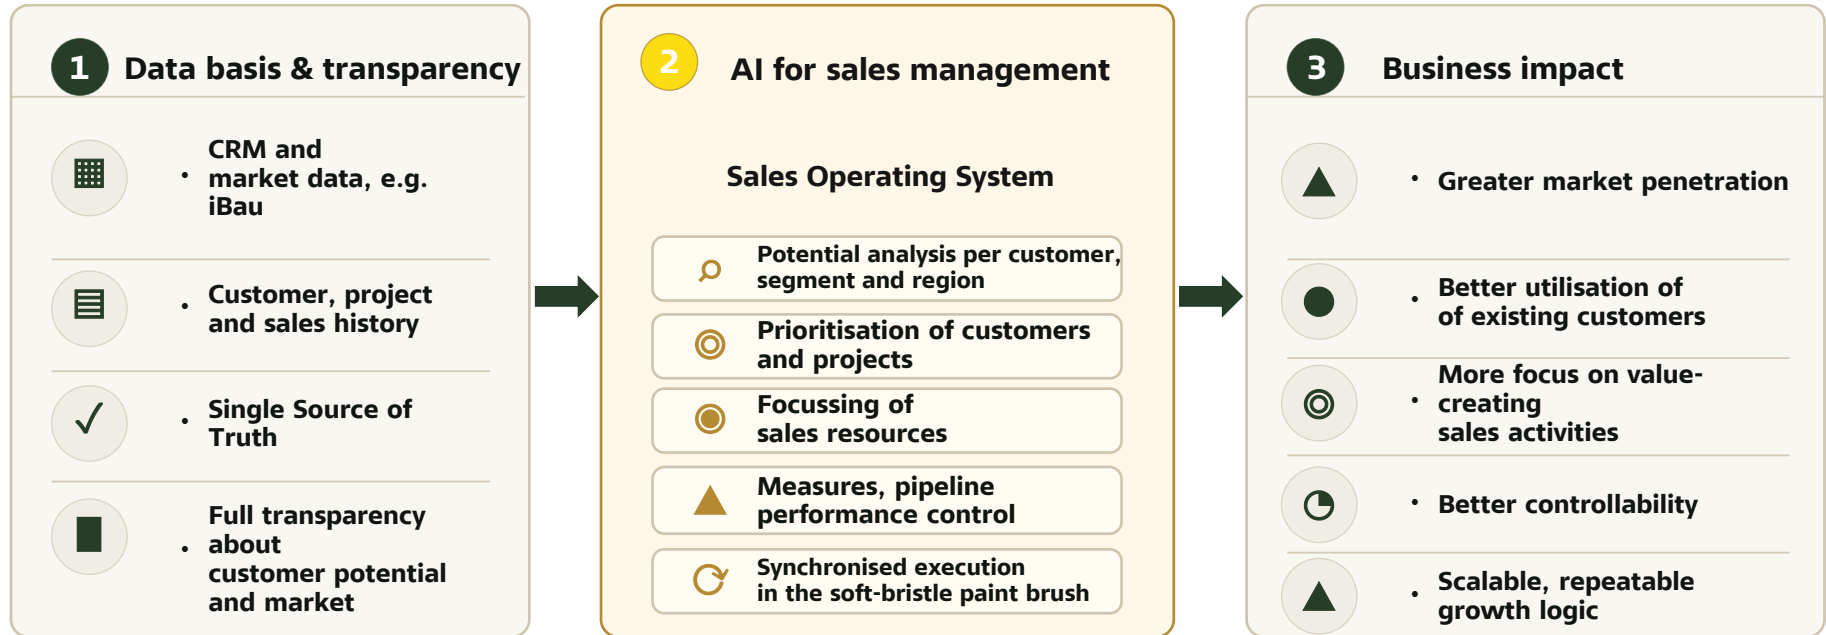 1 Data basis & transparency
• CRM and
market data, e.g.
iBau
• Customer, project
and sales history
• Single Source of
Truth
• Full transparency
about
customer potential
and market
2 AI for sales management
Sales Operating System
Potential analysis per customer,
segment and region
Prioritisation of customers
and projects
Focussing of
sales resources
Measures, pipeline
performance control
Synchronised execution
in the soft-bristle paint brush
3 Business impact
• Greater market penetration
• Better utilisation of
of existing customers
• More focus on value-
creating
sales activities
• Better controllability
• Scalable, repeatable
growth logic